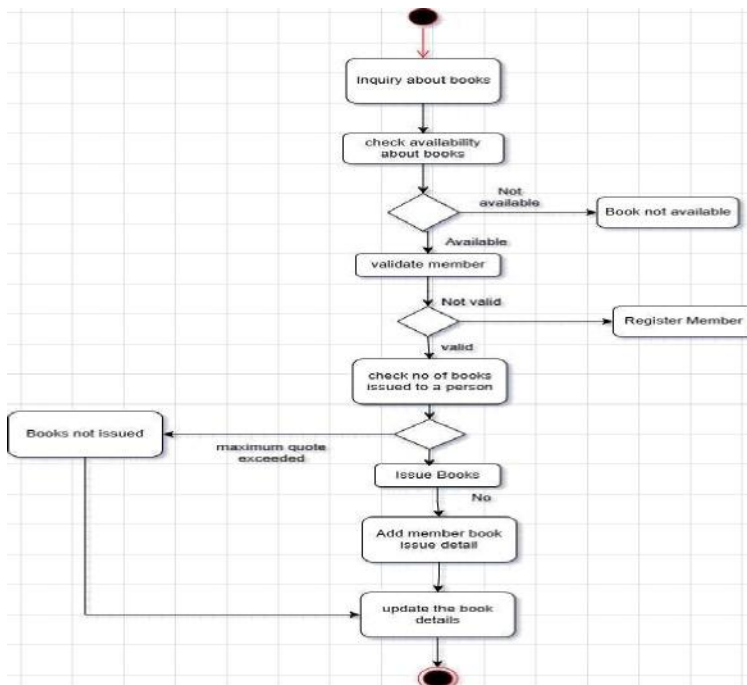 Inquiry about books
check availability
about books
Not
available
Book not available
Available
validate member
Not valid
Register Member
valid
check no of books
issued to a person
Books not issued
maximum quote
exceeded
Issue Books
No
Add member book
issue detail
update the book
details